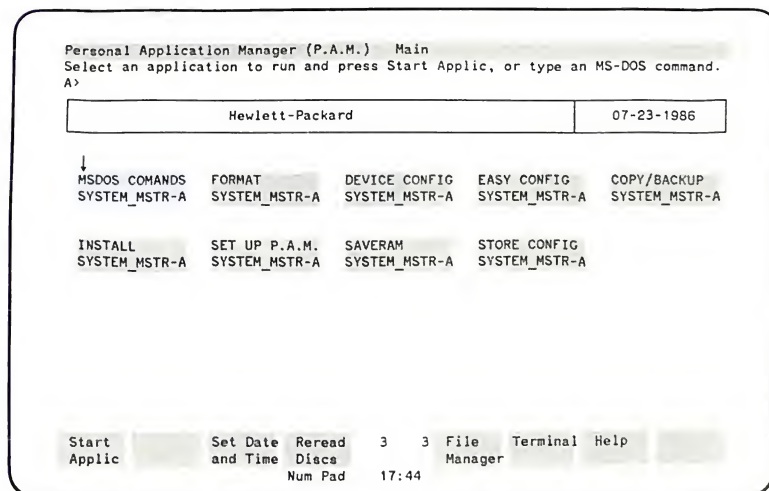 Personal Application Manager (P.A.M.) Main
Select an application to run and press Start Applic, or type an MS-DOS command.
A>
Hewlett-Packard 07-23-1986
MSDOS COMANDS FORMAT DEVICE CONFIG EASY CONFIG COPY/BACKUP
SYSTEM_MSTR-A SYSTEM_MSTR-A SYSTEM_MSTR-A SYSTEM_MSTR-A SYSTEM_MSTR-A
INSTALL SET UP P.A.M. SAVERAM STORE CONFIG
SYSTEM_MSTR-A SYSTEM_MSTR-A SYSTEM_MSTR-A SYSTEM_MSTR-A
Start Set Date Reread 3 3 File Terminal Help
Applic and Time Discs Manager
Num Pad 17:44